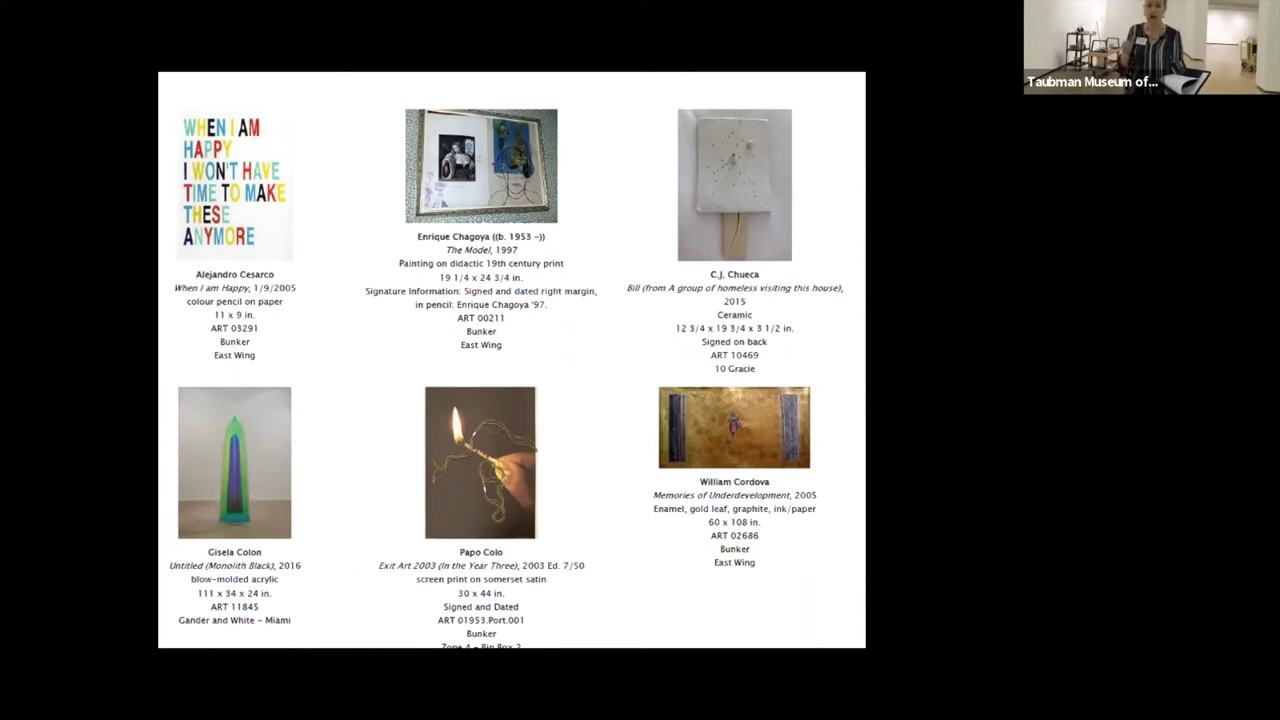 Taubman Museum of...
WHEN I AM
HAPPY
I WON'T HAVE
TIME TO MAKE
THESE
ANYMORE
Alejandro Cesarco
When I am Happy, 1/9/2005
colour pencil on paper
11 x 9 in.
ART 03291
Bunker
East Wing
Enrique Chagoya ((b. 1953 -))
The Model, 1997
Painting on didactic 19th century print
19 1/4 x 24 3/4 in.
Signature Information: Signed and dated right margin,
in pencil: Enrique Chagoya '97.
ART 00211
Bunker
East Wing
C.J. Chueca
Bill (from A group of homeless visiting this house),
2015
Ceramic
12 3/4 x 19 3/4 x 3 1/2 in.
Signed on back
ART 10469
10 Gracie
Gisela Colon
Untitled (Monolith Black), 2016
blow-molded acrylic
111 x 34 x 24 in.
ART 11845
Gander and White - Miami
Papo Colo
Exit Art 2003 (In the Year Three), 2003 Ed. 7/50
screen print on somerset satin
30 x 44 in.
Signed and Dated
ART 01953.Port.001
Bunker
Zone 4 - Bin Box 2
William Cordova
Memories of Underdevelopment, 2005
Enamel, gold leaf, graphite, ink/paper
60 x 108 in.
ART 02686
Bunker
East Wing